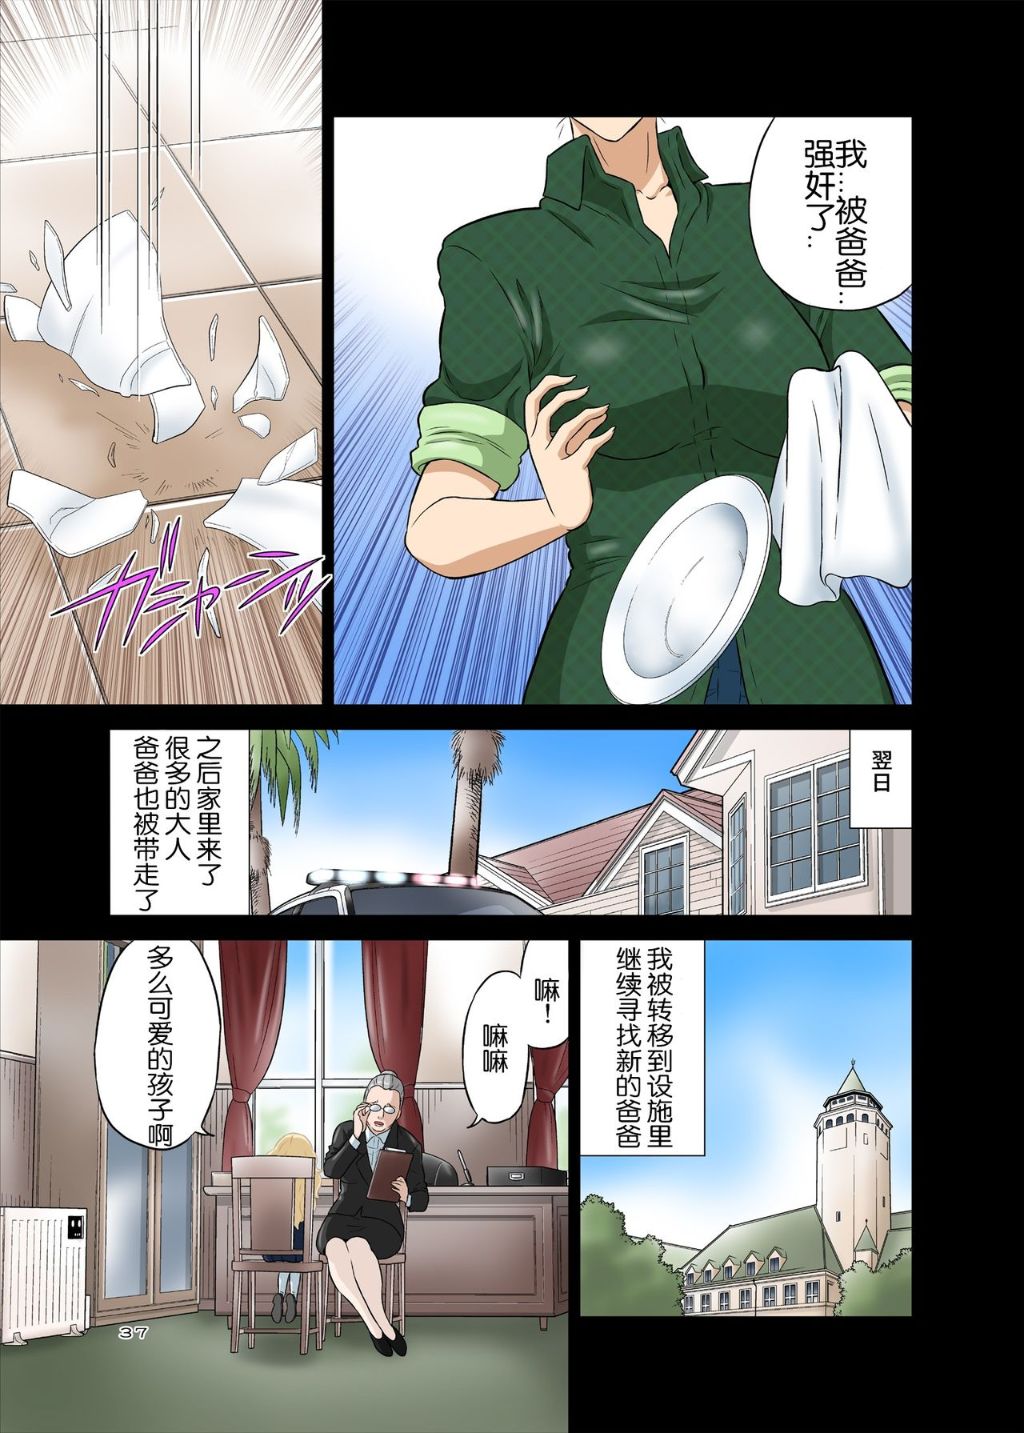 我…被爸爸…
强奸了…
ガシャーンッ
翌日
之后家里来了
很多的大人
爸爸也被带走了
我被转移到设施里
继续寻找新的爸爸
嘛！
嘛嘛
多么可爱的孩子啊
37